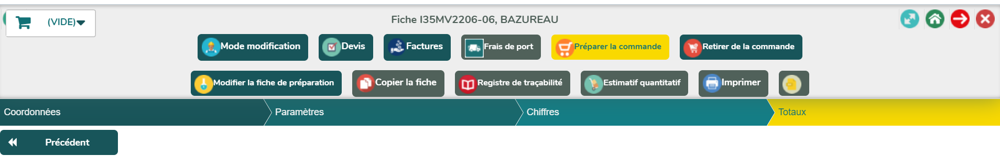 (VIDE)
Fiche I35MV2206-06, BAZUREAU
Mode modification
Devis
Factures
Frais de port
Préparer la commande
Retirer de la commande
Modifier la fiche de préparation
Copier la fiche
Registre de traçabilité
Estimatif quantitatif
Imprimer
Coordonnées
Paramètres
Chiffres
Totaux
Précédent